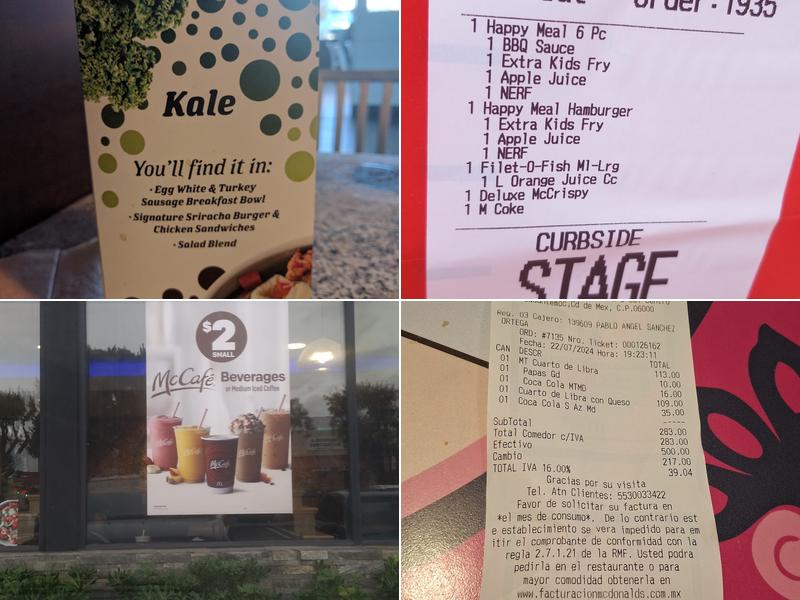 Kale
You'll find it in:
· Egg White & Turkey
Sausage Breakfast Bowl
· Signature Sriracha Burger &
Chicken Sandwiches
· Salad Blend
Order:1935
1 Happy Meal 6 Pc
1 BBQ Sauce
1 Extra Kids Fry
1 Apple Juice
1 NERF
1 Happy Meal Hamburger
1 Extra Kids Fry
1 Apple Juice
1 NERF
1 Filet-O-Fish Ml-Lrg
1 L Orange Juice Cc
1 Deluxe McCrispy
1 M Coke
CURBSIDE
STAGE
$2
SMALL
McCafé Beverages
or Medium Iced Coffee
McCafé
Cd de Mex, C.P.06000
Reg. 03 Cajero: 139609 PABLO ANGEL SANCHEZ
ORTEGA
ORD: #7135 Nro. Ticket: 000126162
Fecha: 22/07/2024 Hora: 19:23:11
CAN DESCR TOTAL
01 MT Cuarto de Libra 113.00
01 Papas Gd 10.00
01 Coca Cola MTMD 16.00
01 Cuarto de Libra con Queso 109.00
01 Coca Cola S Az Md 35.00
-----
SubTotal 283.00
Total Comedor c/IVA 283.00
Efectivo 500.00
Cambio 217.00
TOTAL IVA 16.00% 39.04
Gracias por su visita
Tel. Atn Clientes: 5530033422
Favor de solicitar su factura en
*el mes de consumo*. De lo contrario est
e establecimiento se vera impedido para em
itir el comprobante de conformidad con la
regla 2.7.1.21 de la RMF. Usted podra
pedirla en el restaurante o para
mayor comodidad obtenerla en
www.facturacionmcdonalds.com.mx